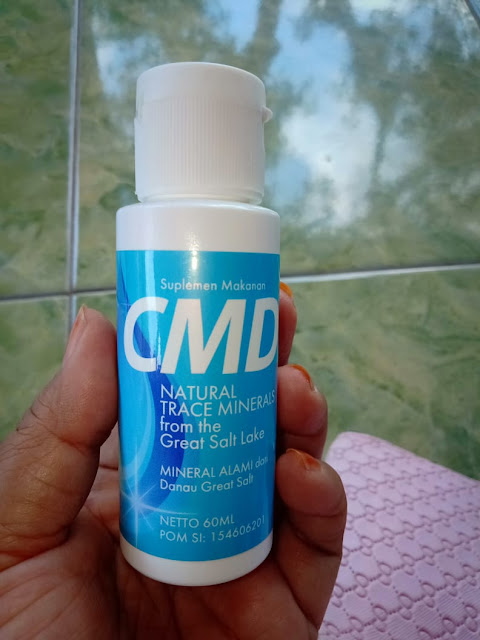 Suplemen Makanan
CMD
NATURAL
TRACE MINERALS
from the
Great Salt Lake
MINERAL ALAMI dari
Danau Great Salt
NETTO 60ML
POM SI: 154606201